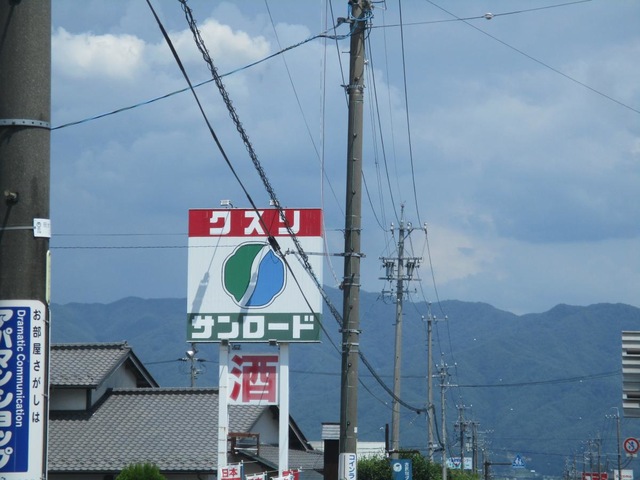 クスリ
サンロード
酒
お部屋さがしは
Dramatic Communication
アパマンショップ
日本